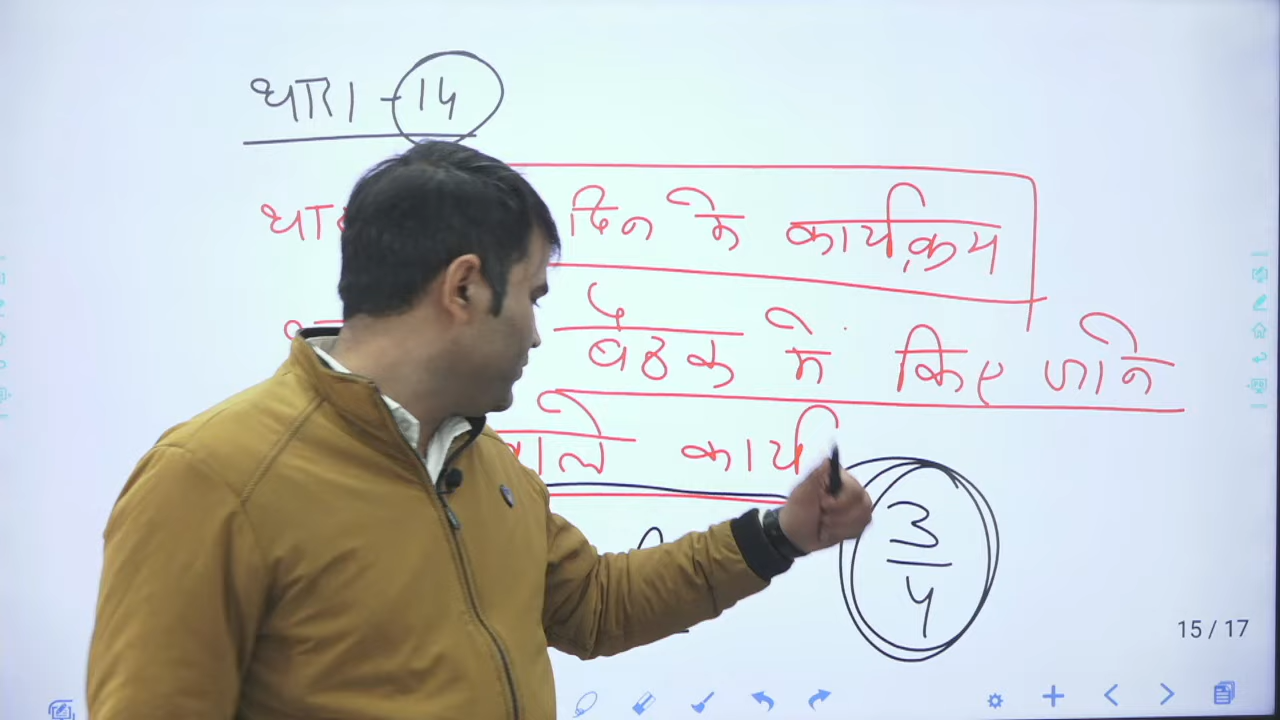 धारा - 14
दिन मे कार्यक्रम
बैठक मे किए जाने
वाले कार्य
3/4
15 / 17